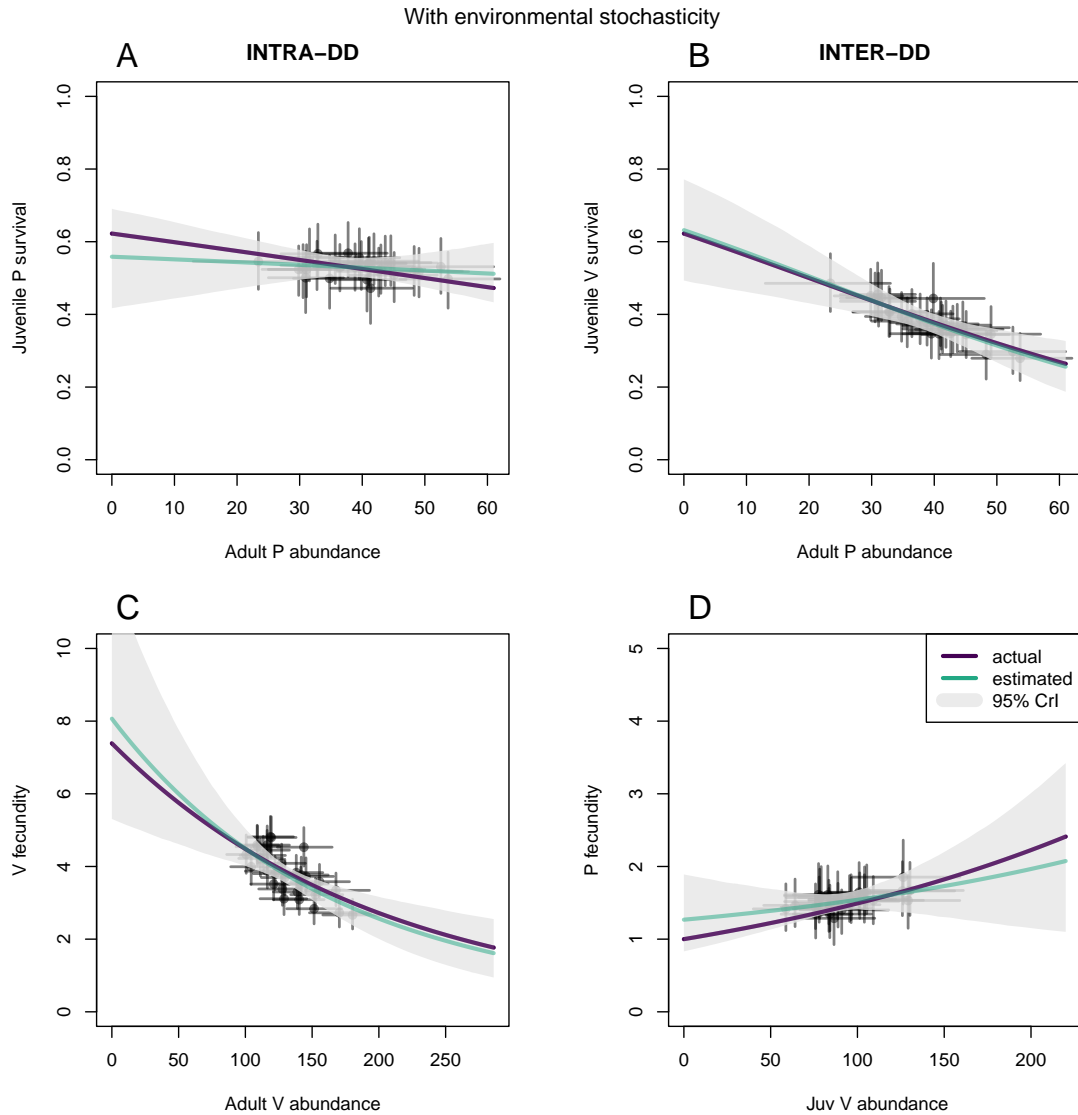 With environmental stochasticity
A
INTRA−DD
1.0
0.8
0.6
0.4
0.2
0.0
Juvenile P survival
0 10 20 30 40 50 60
Adult P abundance
B
INTER−DD
1.0
0.8
0.6
0.4
0.2
0.0
Juvenile V survival
0 10 20 30 40 50 60
Adult P abundance
C
10
8
6
4
2
0
V fecundity
0 50 100 150 200 250
Adult V abundance
D
5
4
3
2
1
0
P fecundity
actual
estimated
95% CrI
0 50 100 150 200
Juv V abundance